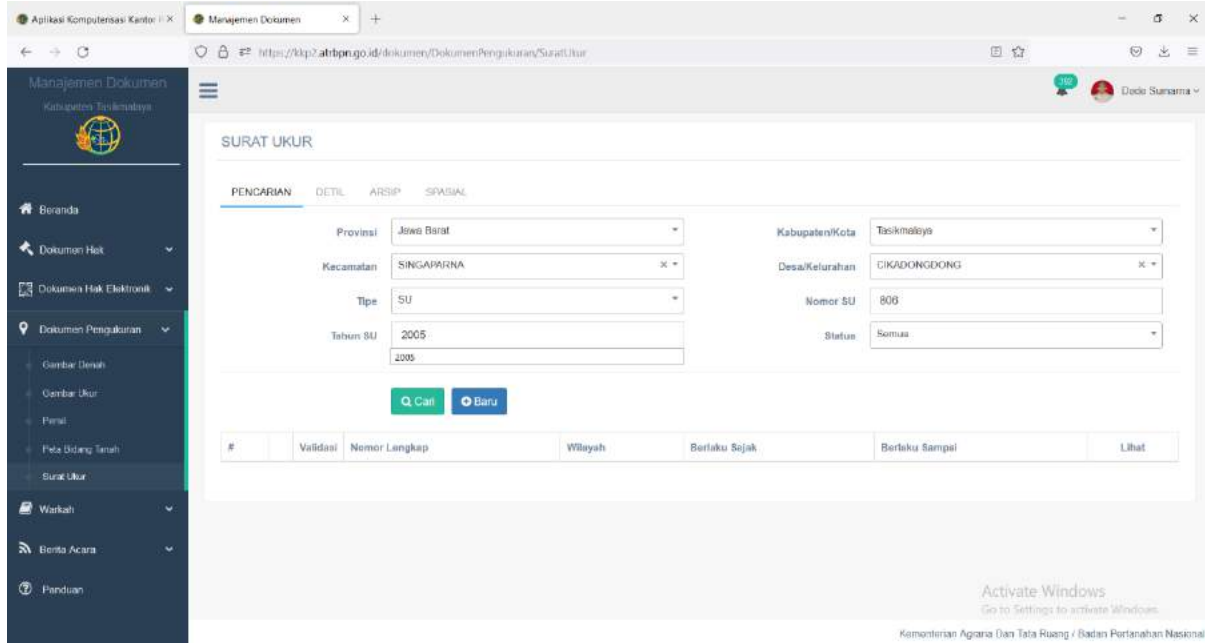 Aplikasi Komputerisasi Kantor
Manajemen Dokumen
https://kkp2.atrbpn.go.id/dokumen/DokumenPengukuran/SuratUkur
Manajemen Dokumen
Kabupaten Tasikmalaya
392
Dede Sumarna
SURAT UKUR
PENCARIAN DETIL ARSIP SPASIAL
Beranda
Dokumen Hak
Dokumen Hak Elektronik
Dokumen Pengukuran
Gambar Denah
Gambar Ukur
Persil
Peta Bidang Tanah
Surat Ukur
Warkah
Berita Acara
Panduan
Provinsi Jawa Barat Kabupaten/Kota Tasikmalaya
Kecamatan SINGAPARNA Desa/Kelurahan CIKADONGDONG
Tipe SU Nomor SU 806
Tahun SU 2005 Status Semua
2005
Cari Baru
# Validasi Nomor Lengkap Wilayah Berlaku Sejak Berlaku Sampai Lihat
Activate Windows
Go to Settings to activate Windows.
Kementerian Agraria Dan Tata Ruang / Badan Pertanahan Nasional